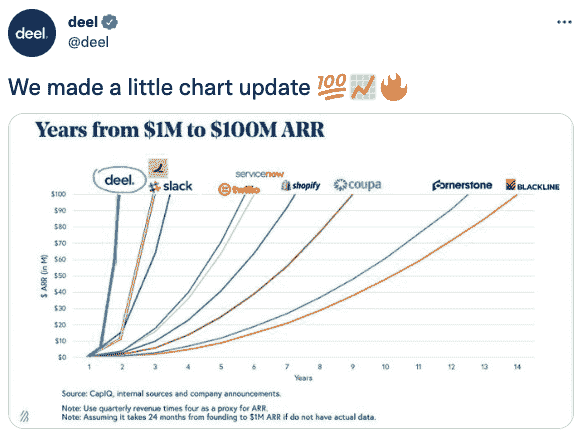 deel
@deel
deel.
We made a little chart update 💯📈🔥
Years from $1M to $100M ARR
deel.
slack
servicenow
twilio
shopify
coupa
cornerstone
BLACKLINE
$ ARR (in M)
$100
$90
$80
$70
$60
$50
$40
$30
$20
$10
$0
1 2 3 4 5 6 7 8 9 10 11 12 13 14
Years
Source: CapIQ, internal sources and company announcements.
Note: Use quarterly revenue times four as a proxy for ARR.
Note: Assuming it takes 24 months from founding to $1M ARR if do not have actual data.